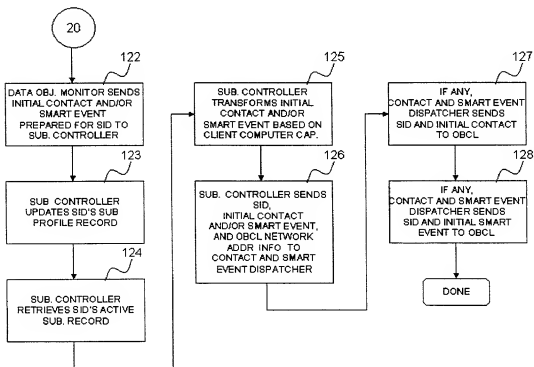 20
122
DATA OBJ. MONITOR SENDS
INITIAL CONTACT AND/OR
SMART EVENT
PREPARED FOR SID TO
SUB. CONTROLLER
123
SUB CONTROLLER
UPDATES SID'S SUB
PROFILE RECORD
124
SUB. CONTROLLER
RETRIEVES SID'S ACTIVE
SUB. RECORD
125
SUB. CONTROLLER
TRANSFORMS INITIAL
CONTACT AND/OR
SMART EVENT BASED ON
CLIENT COMPUTER CAP.
126
SUB. CONTROLLER SENDS
SID,
INITIAL CONTACT
AND/OR SMART EVENT,
AND OBCL NETWORK
ADDR INFO TO
CONTACT AND SMART
EVENT DISPATCHER
127
IF ANY,
CONTACT AND SMART EVENT
DISPATCHER SENDS
SID AND INITIAL CONTACT
TO OBCL
128
IF ANY,
CONTACT AND SMART EVENT
DISPATCHER SENDS
SID AND INITIAL SMART
EVENT TO OBCL
DONE